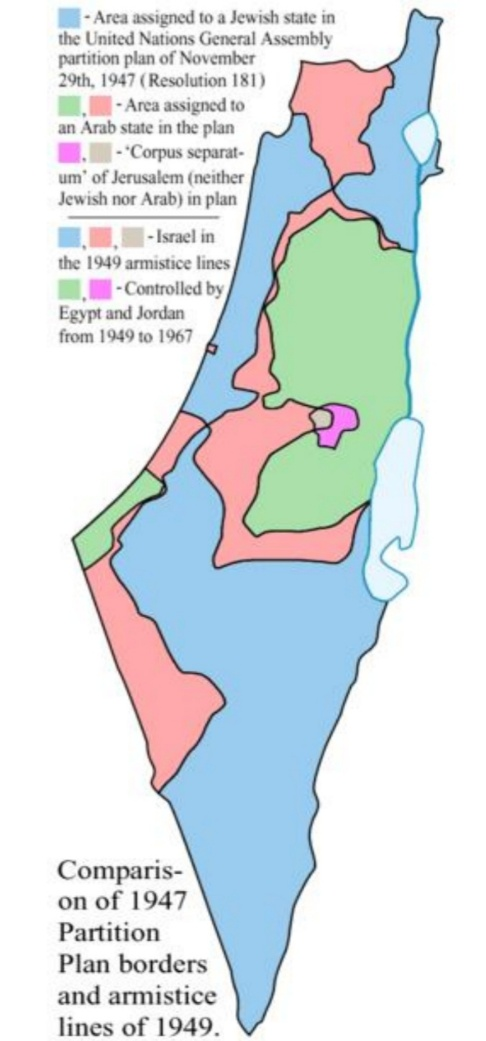 - Area assigned to a Jewish state in
the United Nations General Assembly
partition plan of November
29th, 1947 (Resolution 181)
, - Area assigned to
an Arab state in the plan
, - ‘Corpus separat-
um’ of Jerusalem (neither
Jewish nor Arab) in plan
, , - Israel in
the 1949 armistice lines
, - Controlled by
Egypt and Jordan
from 1949 to 1967
Comparis-
on of 1947
Partition
Plan borders
and armistice
lines of 1949.